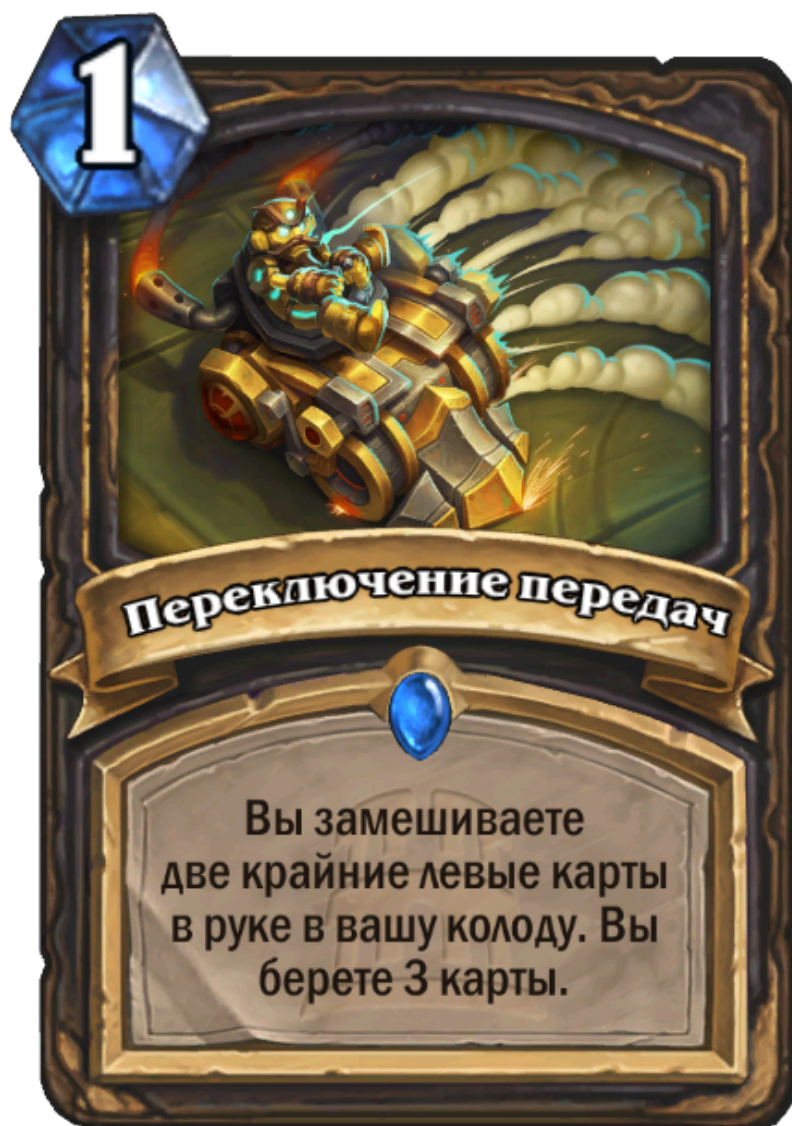 1
Переключение передач
Вы замешиваете
две крайние левые карты
в руке в вашу колоду. Вы
берете 3 карты.